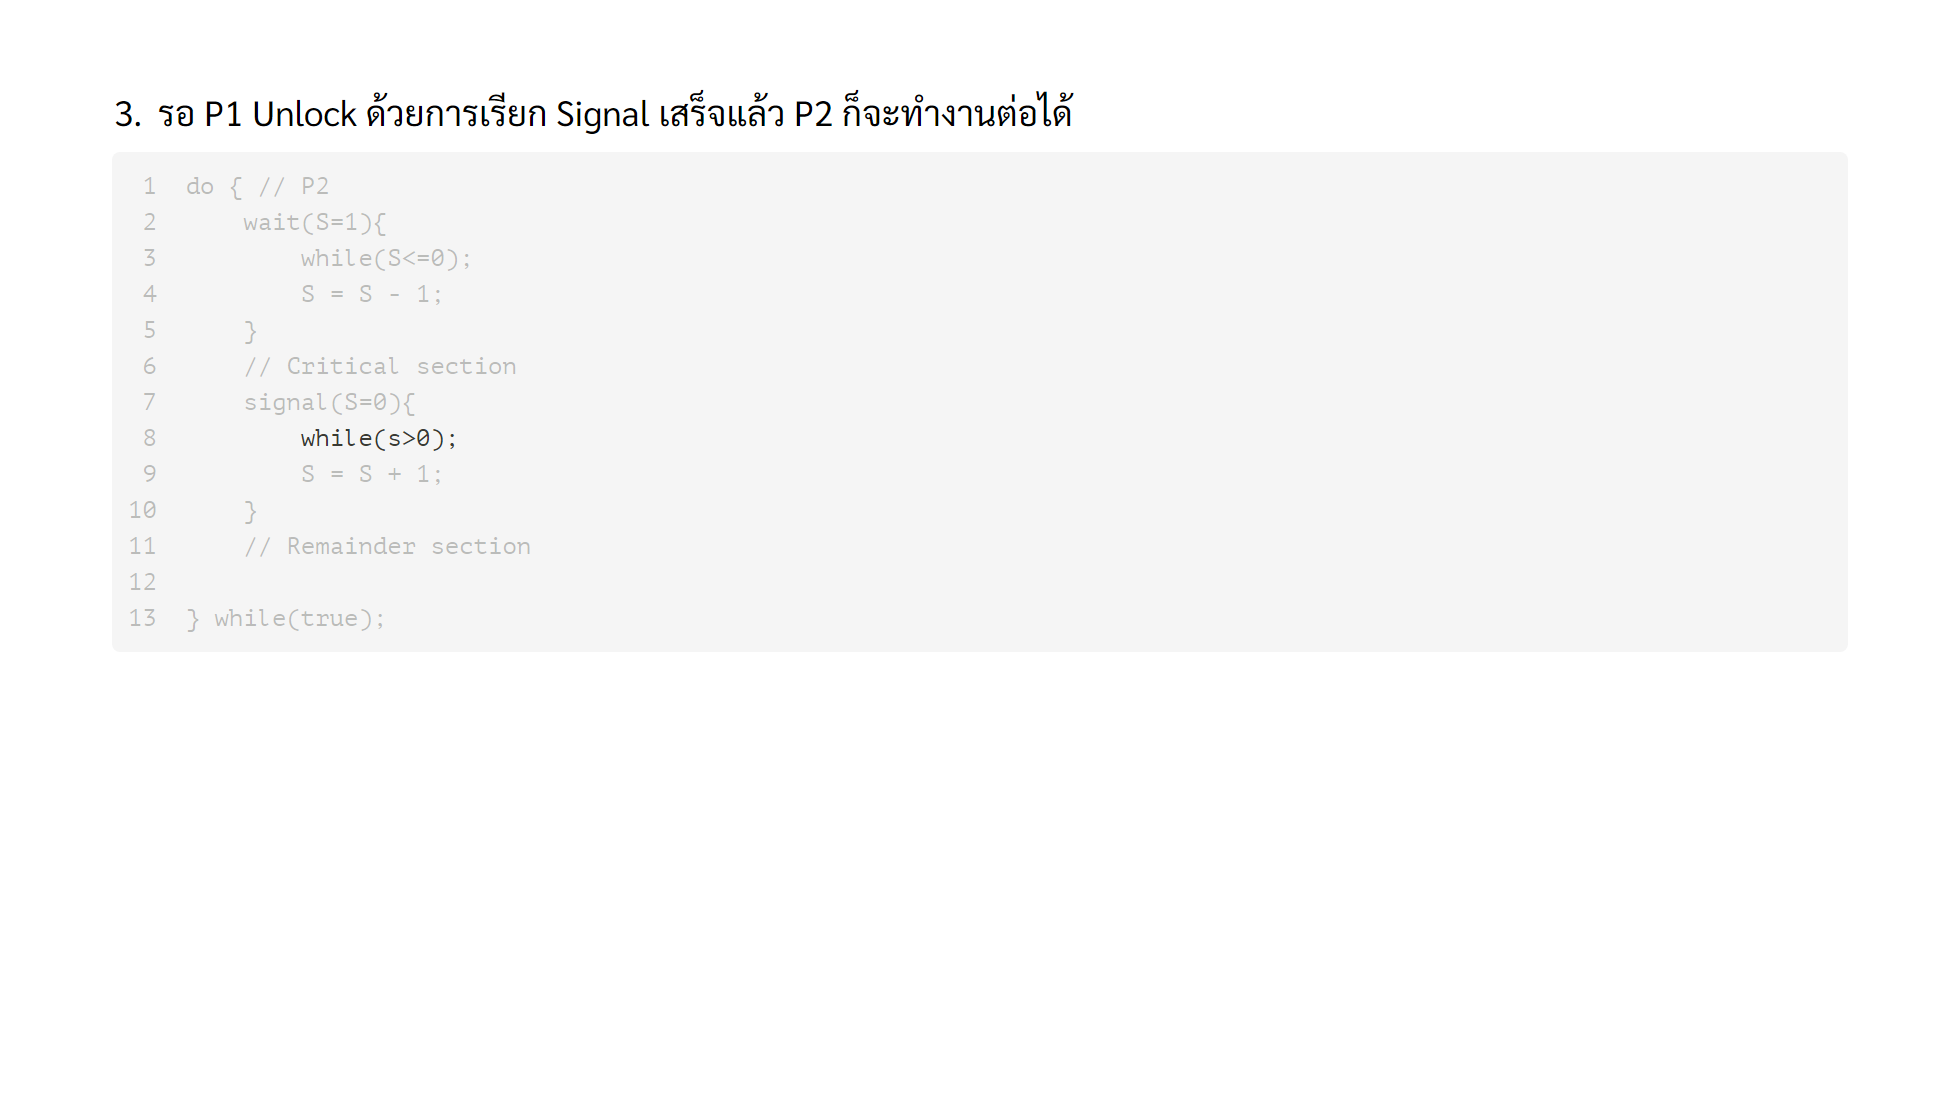 3. รอ P1 Unlock ด้วยการเรียก Signal เสร็จแล้ว P2 ก็จะทำงานต่อได้
1 do { // P2
2 wait(S=1){
3 while(S<=0);
4 S = S - 1;
5 }
6 // Critical section
7 signal(S=0){
8 while(s>0);
9 S = S + 1;
10 }
11 // Remainder section
12
13 } while(true);